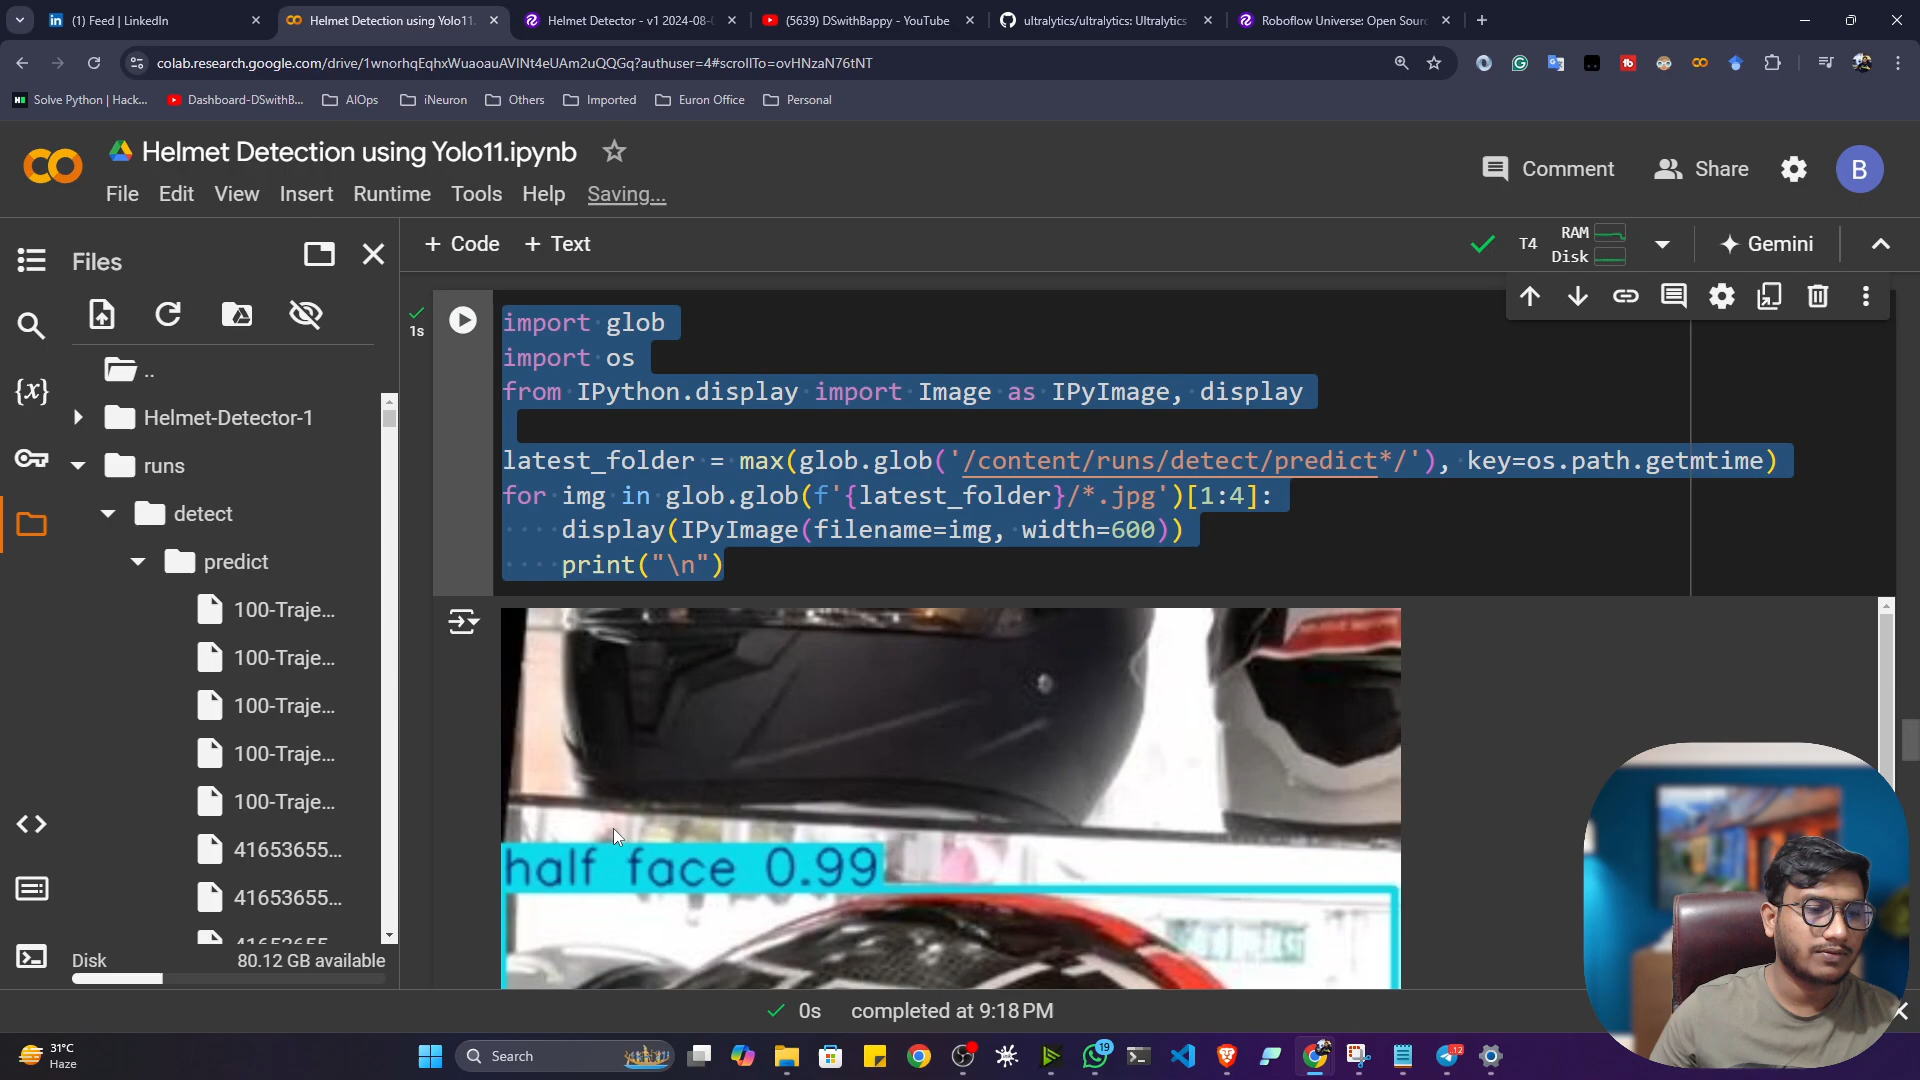 (1) Feed | LinkedIn
Helmet Detection using Yolo11.
Helmet Detector - v1 2024-08-
(5639) DSwithBappy - YouTube
ultralytics/ultralytics: Ultralytics
Roboflow Universe: Open Sour
colab.research.google.com/drive/1wnorhqEqhxWuaoauAVINt4eUAm2uQQGq?authuser=4#scrollTo=ovHNzaN76tNT
Solve Python | Hack...
Dashboard-DSwithB...
AIOps
iNeuron
Others
Imported
Euron Office
Personal
Helmet Detection using Yolo11.ipynb
Comment
Share
B
File Edit View Insert Runtime Tools Help Saving...
Files
+ Code + Text
T4
RAM
Disk
Gemini
..
Helmet-Detector-1
runs
detect
predict
100-Traje...
100-Traje...
100-Traje...
100-Traje...
100-Traje...
41653655...
41653655...
Disk 80.12 GB available
1s
import glob
import os
from IPython.display import Image as IPyImage, display
latest_folder = max(glob.glob('/content/runs/detect/predict*/'), key=os.path.getmtime)
for img in glob.glob(f'{latest_folder}/*.jpg')[1:4]:
display(IPyImage(filename=img, width=600))
print("\n")
half face 0.99
0s completed at 9:18 PM
31°C
Haze
Search
19
12